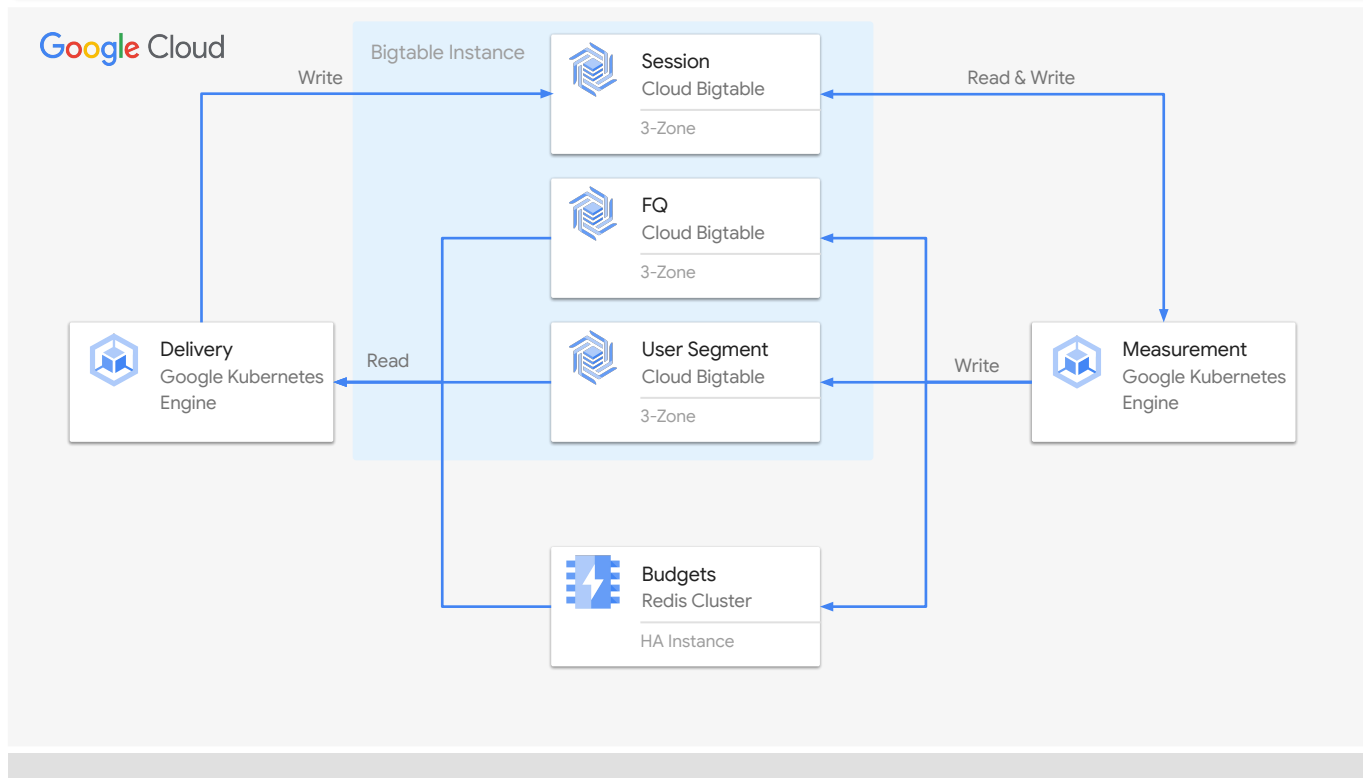 Google Cloud
Bigtable Instance
Write
Session
Cloud Bigtable
3-Zone
Read & Write
FQ
Cloud Bigtable
3-Zone
Delivery
Google Kubernetes
Engine
Read
User Segment
Cloud Bigtable
3-Zone
Write
Measurement
Google Kubernetes
Engine
Budgets
Redis Cluster
HA Instance